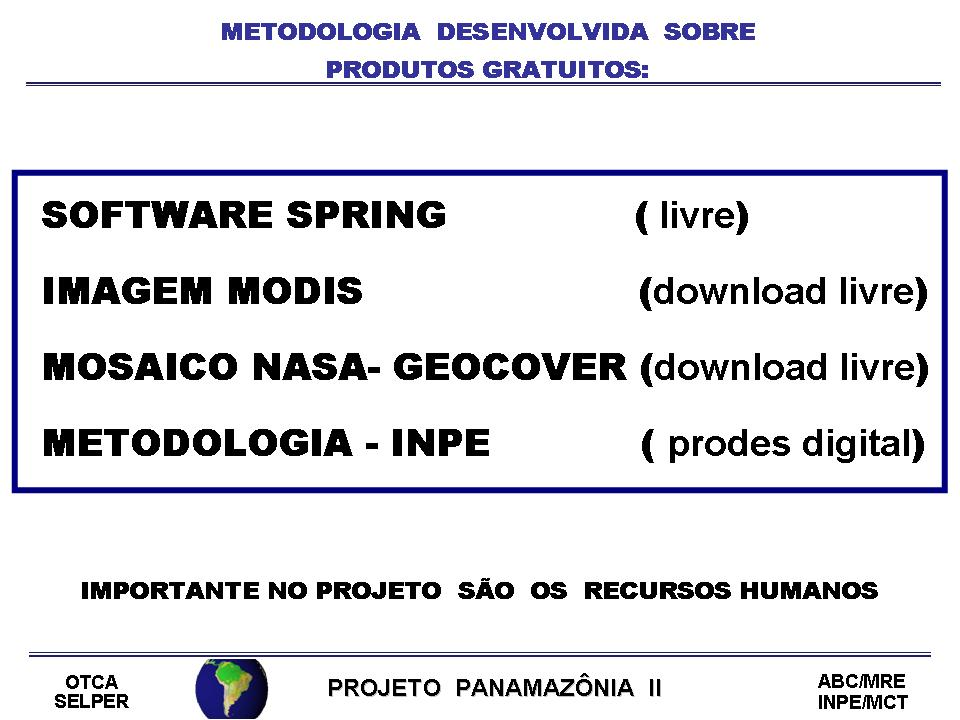 METODOLOGIA DESENVOLVIDA SOBRE
PRODUTOS GRATUITOS:
SOFTWARE SPRING ( livre)
IMAGEM MODIS (download livre)
MOSAICO NASA- GEOCOVER (download livre)
METODOLOGIA - INPE ( prodes digital)
IMPORTANTE NO PROJETO SÃO OS RECURSOS HUMANOS
OTCA
SELPER
PROJETO PANAMAZÔNIA II
ABC/MRE
INPE/MCT